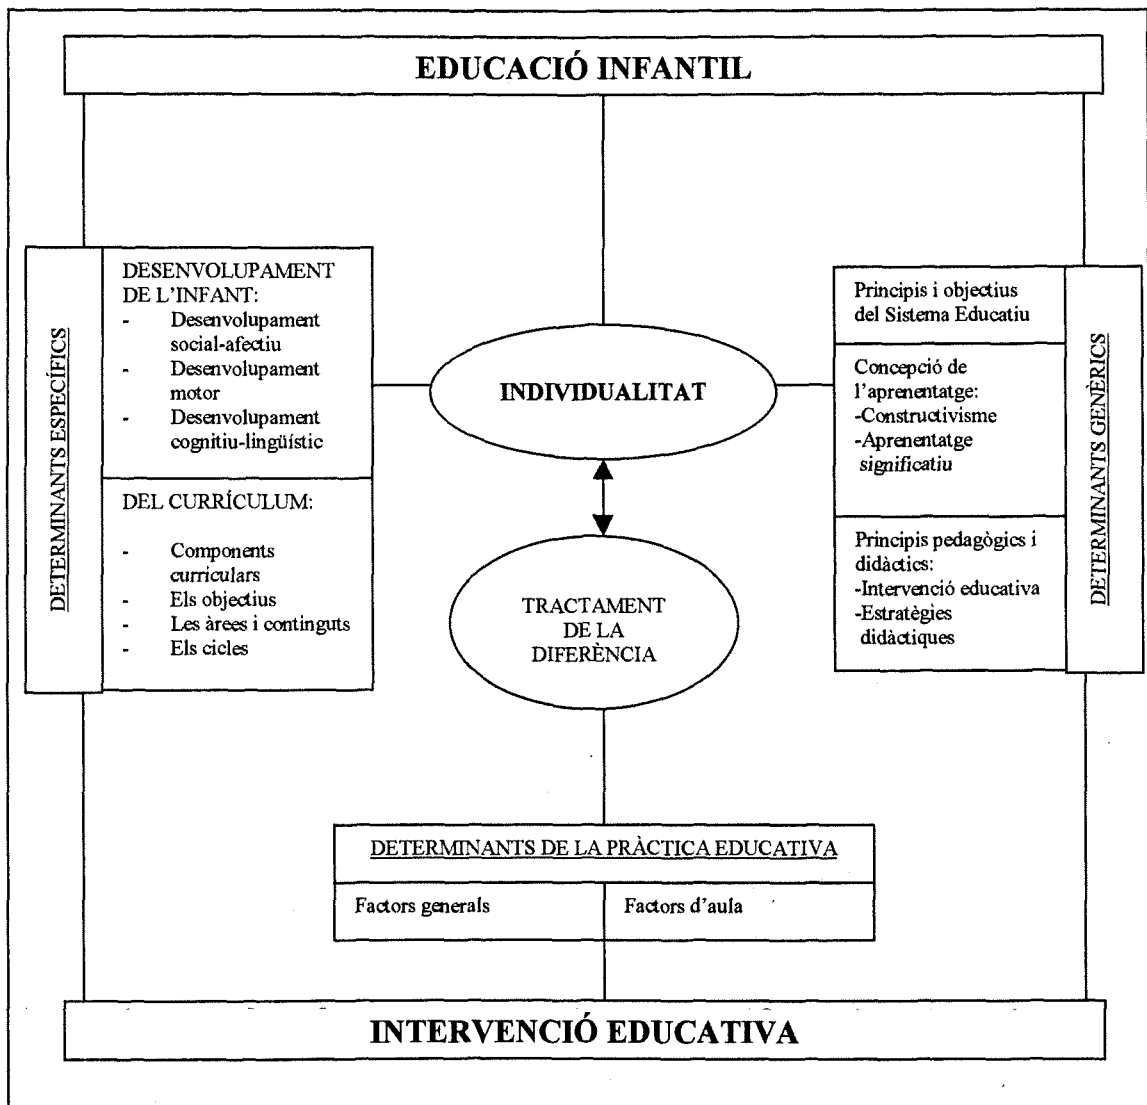 EDUCACIÓ INFANTIL
DETERMINANTS ESPECÍFICS
DESENVOLUPAMENT
DE L'INFANT:
- Desenvolupament
social-afectiu
- Desenvolupament
motor
- Desenvolupament
cognitiu-lingüístic
DEL CURRÍCULUM:
- Components
curriculars
- Els objectius
- Les àrees i continguts
- Els cicles
INDIVIDUALITAT
TRACTAMENT
DE LA
DIFERÈNCIA
Principis i objectius
del Sistema Educatiu
Concepció de
l'aprenentatge:
-Constructivisme
-Aprenentatge
significatiu
Principis pedagògics i
didàctics:
-Intervenció educativa
-Estratègies
didàctiques
DETERMINANTS GENÈRICS
DETERMINANTS DE LA PRÀCTICA EDUCATIVA
Factors generals
Factors d'aula
INTERVENCIÓ EDUCATIVA